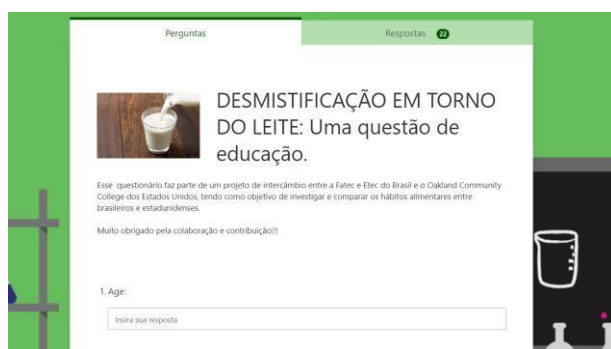 Perguntas
Respostas 22
DESMISTIFICAÇÃO EM TORNO
DO LEITE: Uma questão de
educação.
Esse questionário faz parte de um projeto de intercâmbio entre a Fatec e Etec do Brasil e o Oakland Community
College dos Estados Unidos, tendo como objetivo de investigar e comparar os hábitos alimentares entre
brasileiros e estadunidenses.
Muito obrigado pela colaboração e contribuição!!!
1. Age:
Insira sua resposta